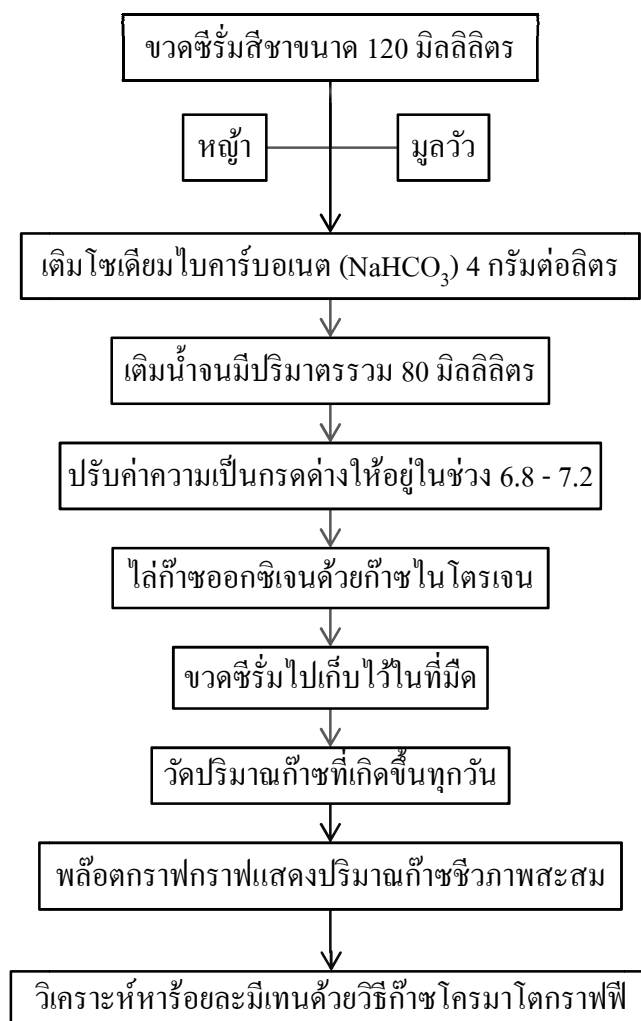 ขวดซีรั่มสีชาขนาด 120 มิลลิลิตร
หญ้า
มูลวัว
เติมโซเดียมไบคาร์บอเนต (NaHCO₃) 4 กรัมต่อลิตร
เติมน้ำจนมีปริมาตรรวม 80 มิลลิลิตร
ปรับค่าความเป็นกรดด่างให้อยู่ในช่วง 6.8 - 7.2
ไล่ก๊าซออกซิเจนด้วยก๊าซไนโตรเจน
ขวดซีรั่มไปเก็บไว้ในที่มืด
วัดปริมาณก๊าซที่เกิดขึ้นทุกวัน
พล๊อตกราฟกราฟแสดงปริมาณก๊าซชีวภาพสะสม
วิเคราะห์หาร้อยละมีเทนด้วยวิธีก๊าซโครมาโตกราฟฟี